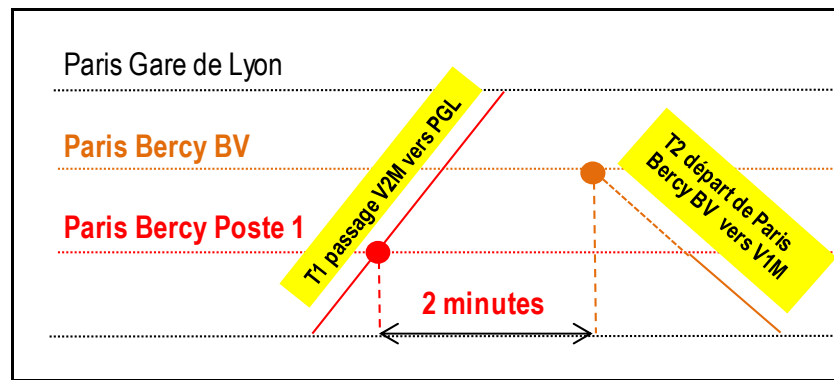 Paris Gare de Lyon
Paris Bercy BV
Paris Bercy Poste 1
T1 passage V2M vers PGL
T2 départ de Paris
Bercy BV vers V1M
2 minutes